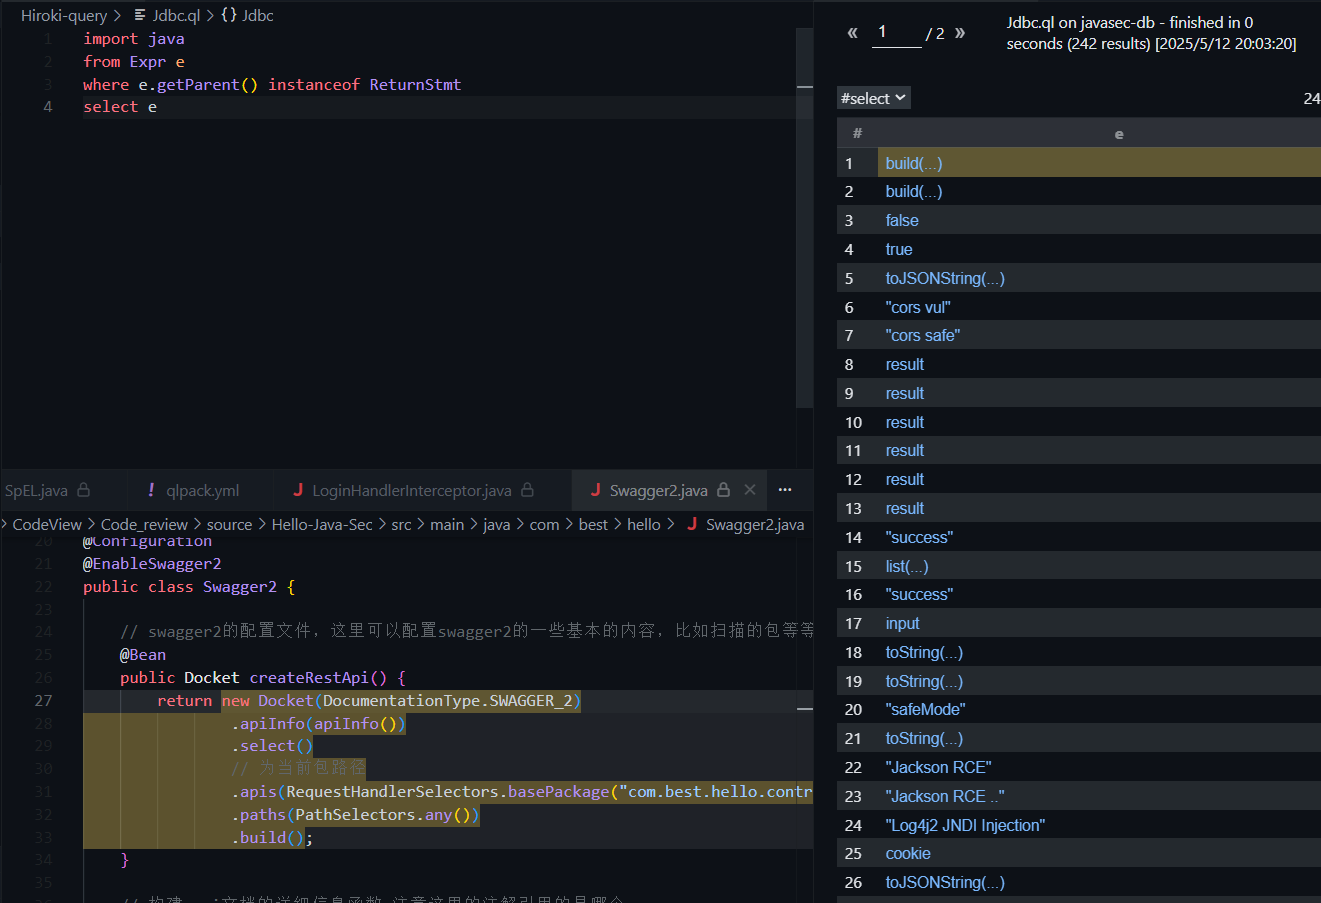 Hiroki-query > Jdbc.ql > {} Jdbc
1 import java
2 from Expr e
3 where e.getParent() instanceof ReturnStmt
4 select e
« 1 / 2 »
Jdbc.ql on javasec-db - finished in 0
seconds (242 results) [2025/5/12 20:03:20]
#select
24
# e
1 build(...)
2 build(...)
3 false
4 true
5 toJSONString(...)
6 "cors vul"
7 "cors safe"
8 result
9 result
10 result
11 result
12 result
13 result
14 "success"
15 list(...)
16 "success"
17 input
18 toString(...)
19 toString(...)
20 "safeMode"
21 toString(...)
22 "Jackson RCE"
23 "Jackson RCE .."
24 "Log4j2 JNDI Injection"
25 cookie
26 toJSONString(...)
SpEL.java ! qlpack.yml J LoginHandlerInterceptor.java J Swagger2.java × ···
> CodeView > Code_review > source > Hello-Java-Sec > src > main > java > com > best > hello > J Swagger2.java
20 @Configuration
21 @EnableSwagger2
22 public class Swagger2 {
23
24 // swagger2的配置文件，这里可以配置swagger2的一些基本的内容，比如扫描的包等等
25 @Bean
26 public Docket createRestApi() {
27 return new Docket(DocumentationType.SWAGGER_2)
28 .apiInfo(apiInfo())
29 .select()
30 // 为当前包路径
31 .apis(RequestHandlerSelectors.basePackage("com.best.hello.contr
32 .paths(PathSelectors.any())
33 .build();
34 }
35